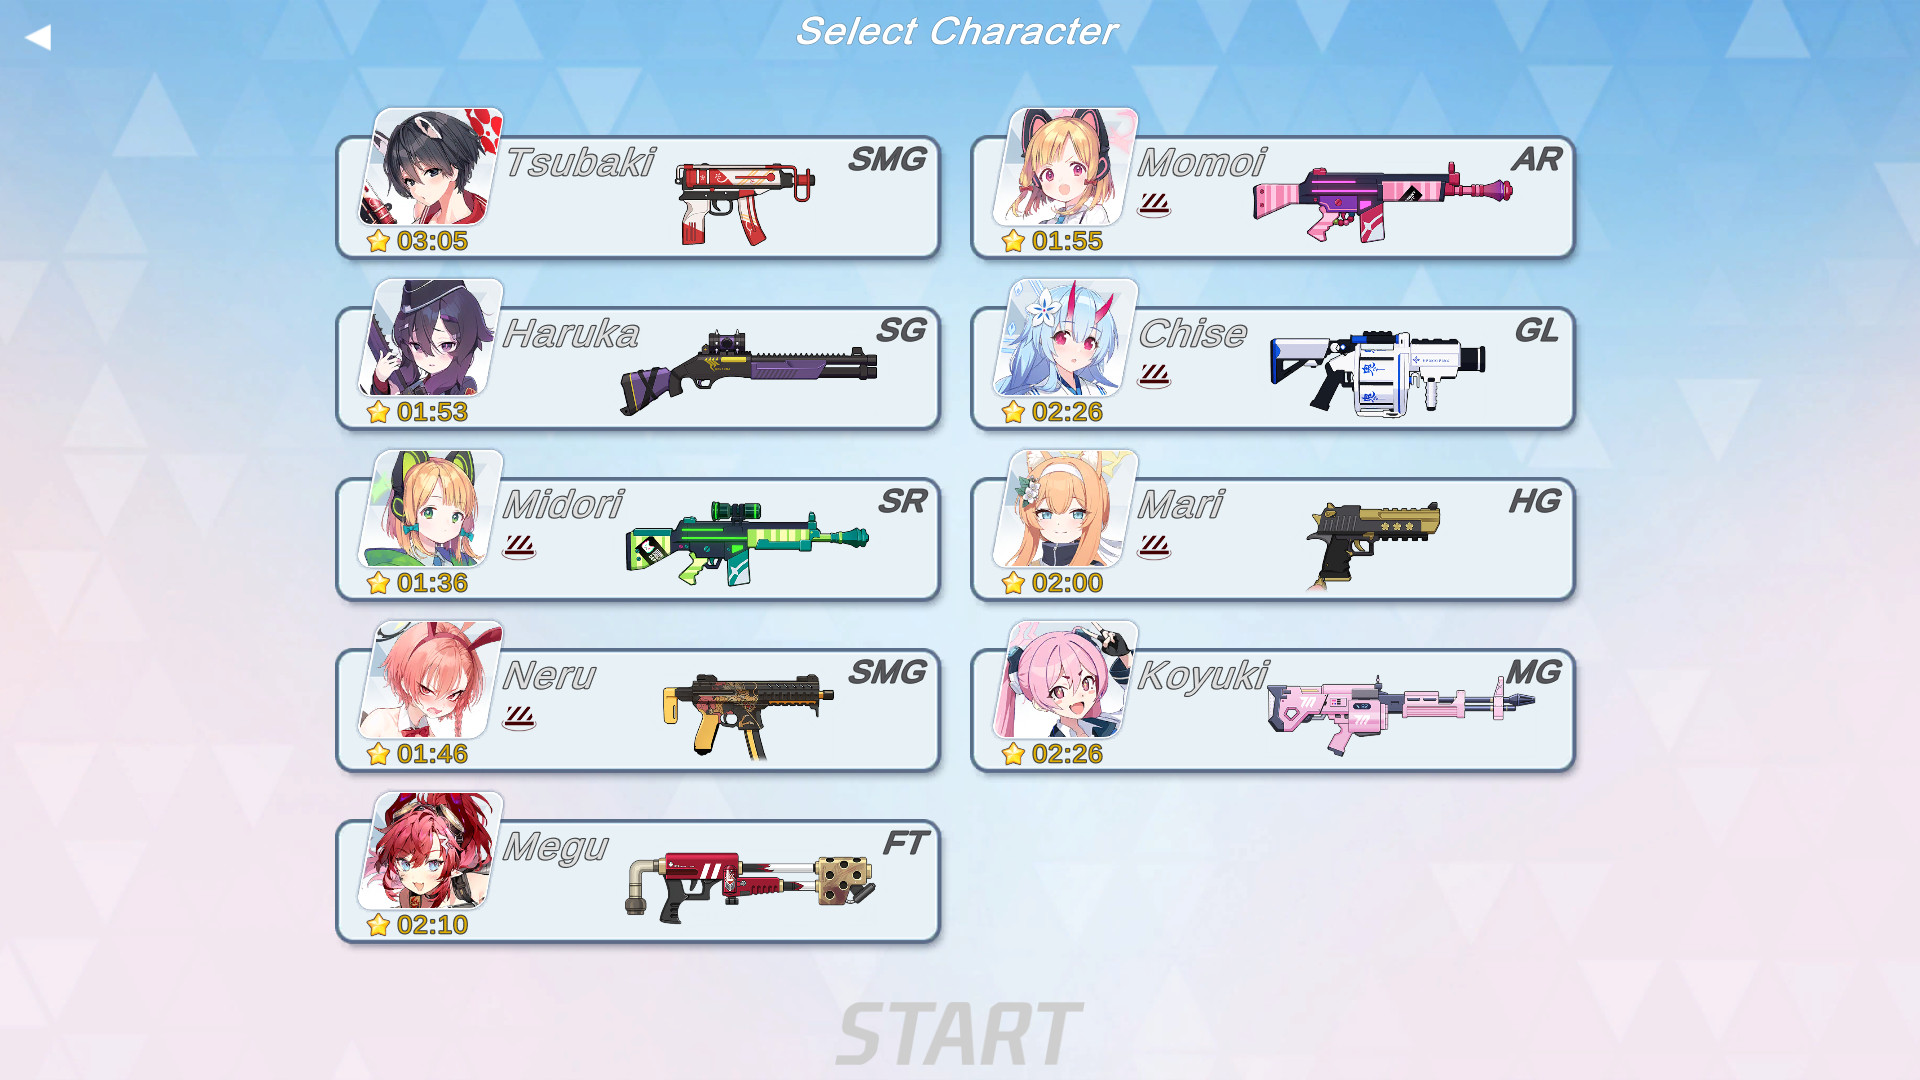 Select Character
Tsubaki
SMG
03:05
Momoi
AR
01:55
Haruka
SG
01:53
Chise
GL
02:26
Midori
SR
01:36
Mari
HG
02:00
Neru
SMG
01:46
Koyuki
MG
02:26
Megu
FT
02:10
START